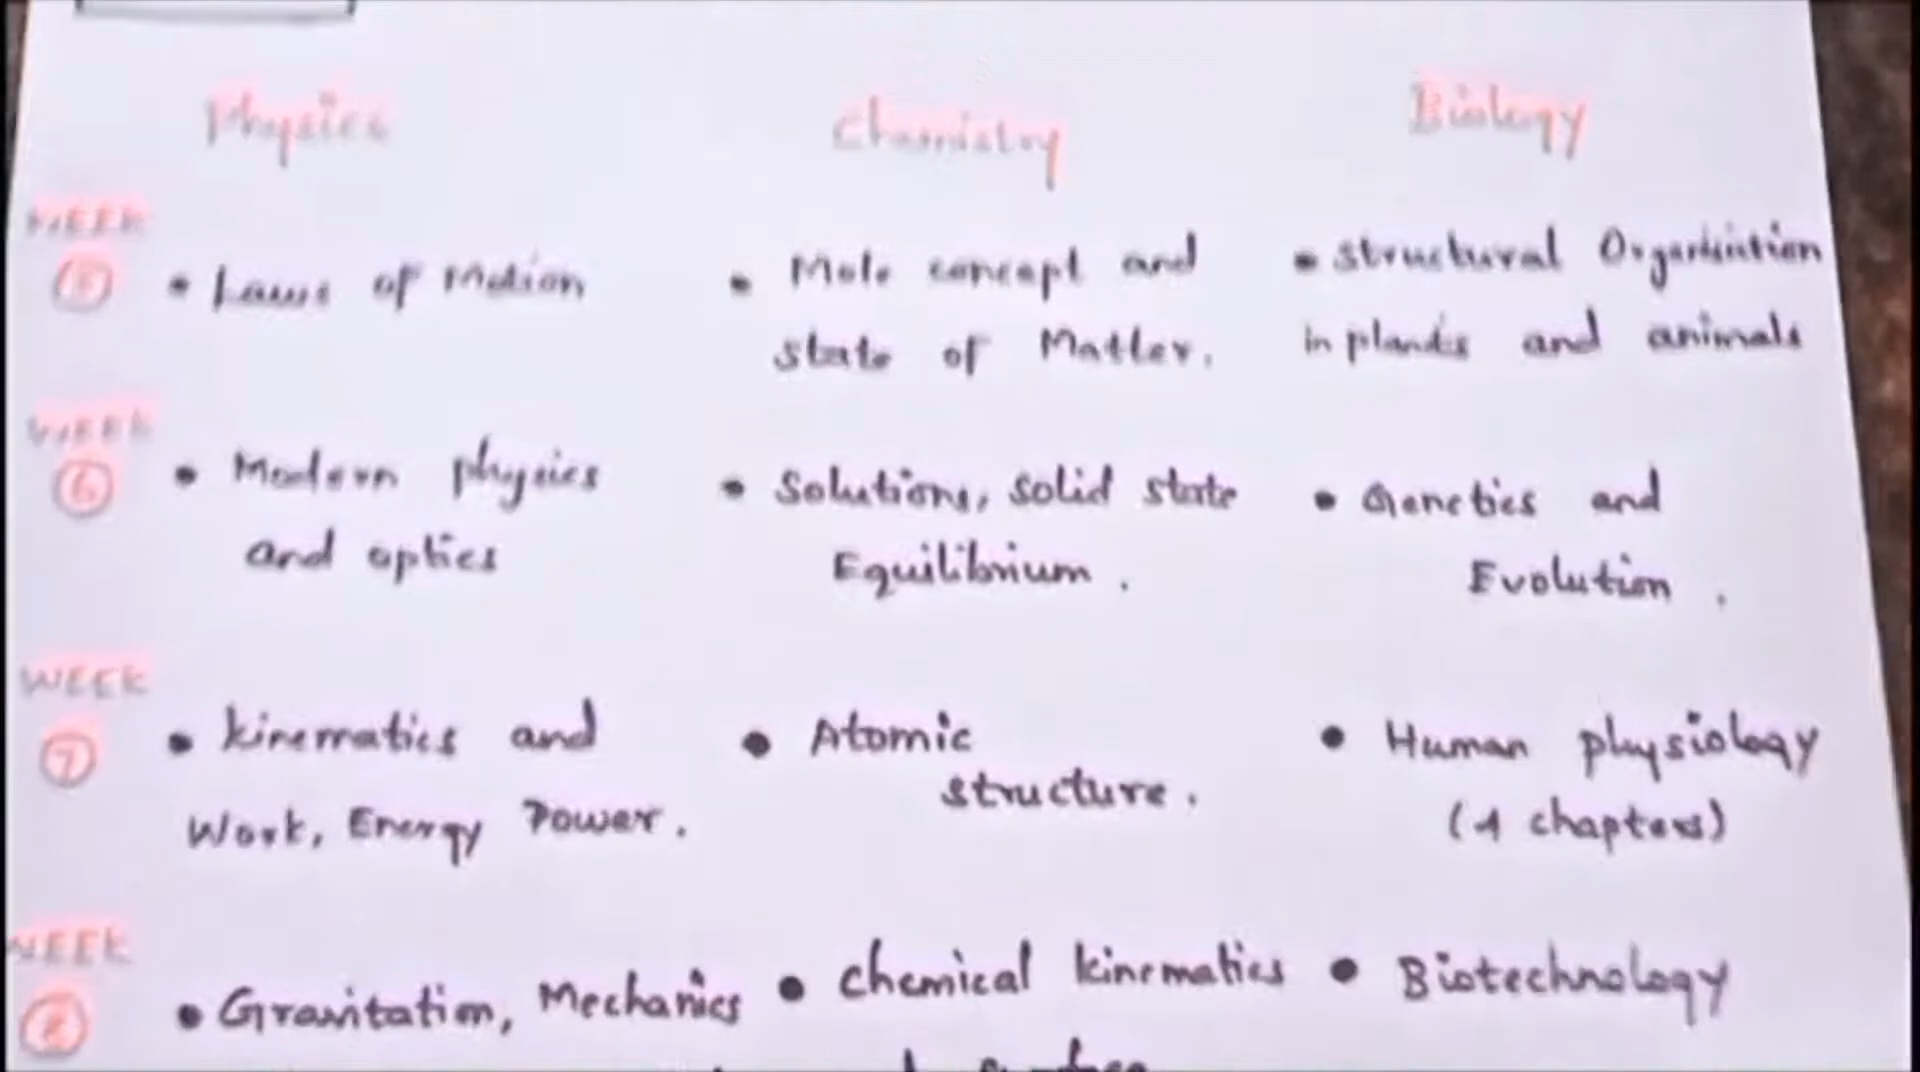 Physics Chemistry Biology
WEEK
5 • Laws of Motion • Mole concept and • structural Organisation
state of Matter. in plants and animals
WEEK
6 • Modern physics • Solutions, solid state • Genetics and
and optics Equilibrium. Evolution.
WEEK
7 • kinematics and • Atomic • Human physiology
Work, Energy Power. structure. (4 chapters)
WEEK
8 • Gravitation, Mechanics • Chemical kinematics • Biotechnology